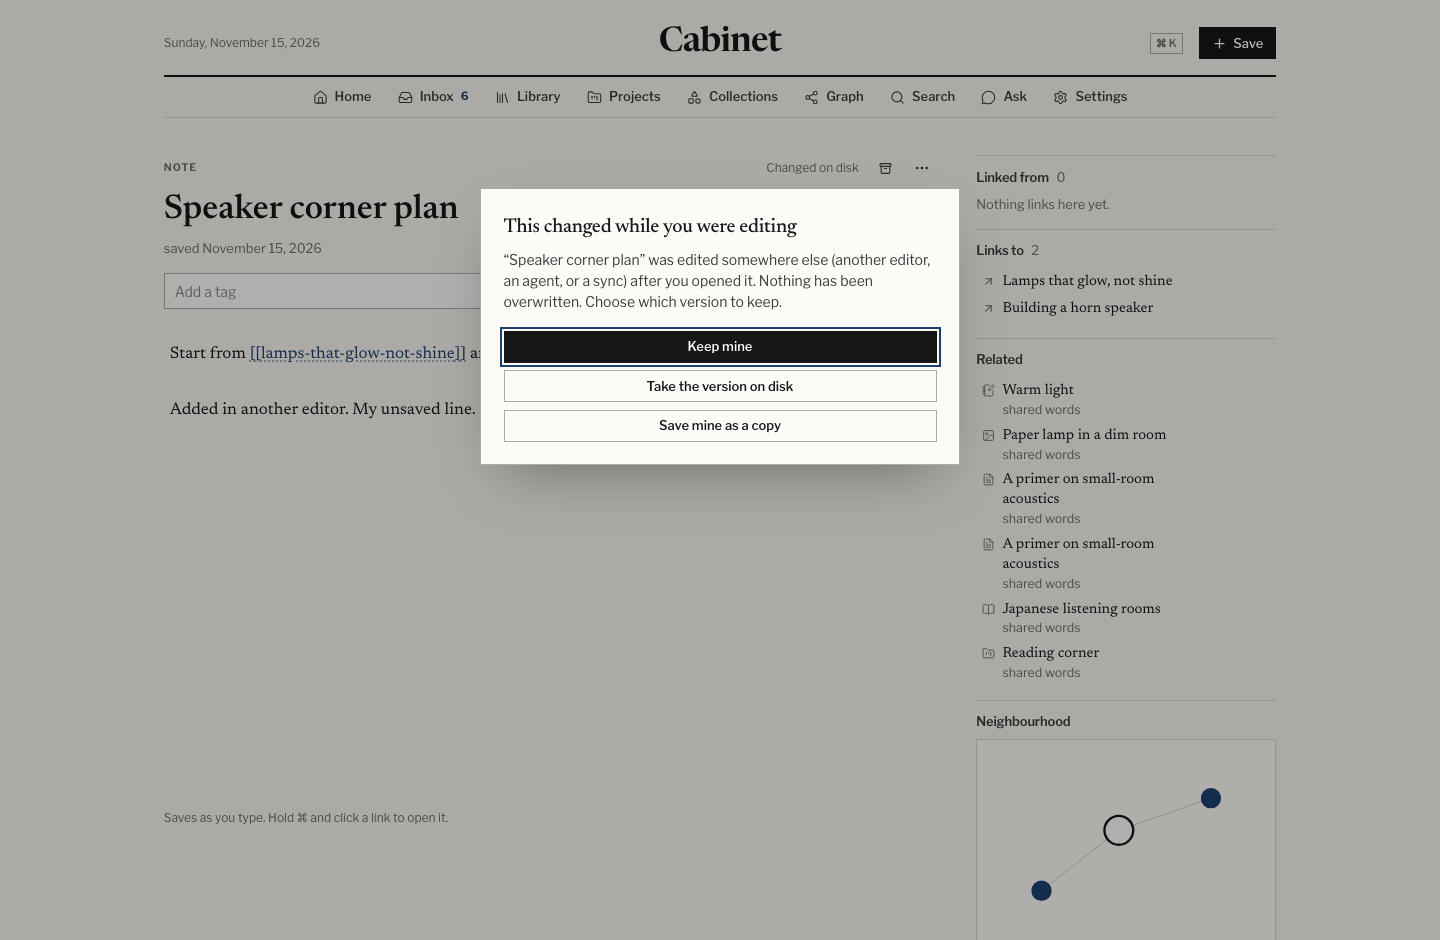 Sunday, November 15, 2026
Cabinet
⌘ K
Save
Home
Inbox 6
Library
Projects
Collections
Graph
Search
Ask
Settings
NOTE
Changed on disk
Speaker corner plan
saved November 15, 2026
Add a tag
Start from [[lamps-that-glow-not-shine]]
Added in another editor. My unsaved line.
This changed while you were editing
“Speaker corner plan” was edited somewhere else (another editor,
an agent, or a sync) after you opened it. Nothing has been
overwritten. Choose which version to keep.
Keep mine
Take the version on disk
Save mine as a copy
Saves as you type. Hold ⌘ and click a link to open it.
Linked from 0
Nothing links here yet.
Links to 2
Lamps that glow, not shine
Building a horn speaker
Related
Warm light
shared words
Paper lamp in a dim room
shared words
A primer on small-room
acoustics
shared words
A primer on small-room
acoustics
shared words
Japanese listening rooms
shared words
Reading corner
shared words
Neighbourhood